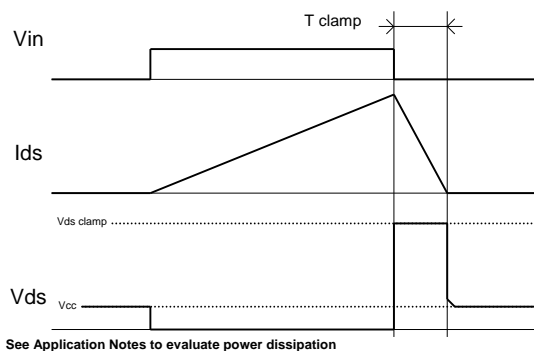 T clamp
Vin
Ids
Vds clamp
Vds
Vcc
See Application Notes to evaluate power dissipation